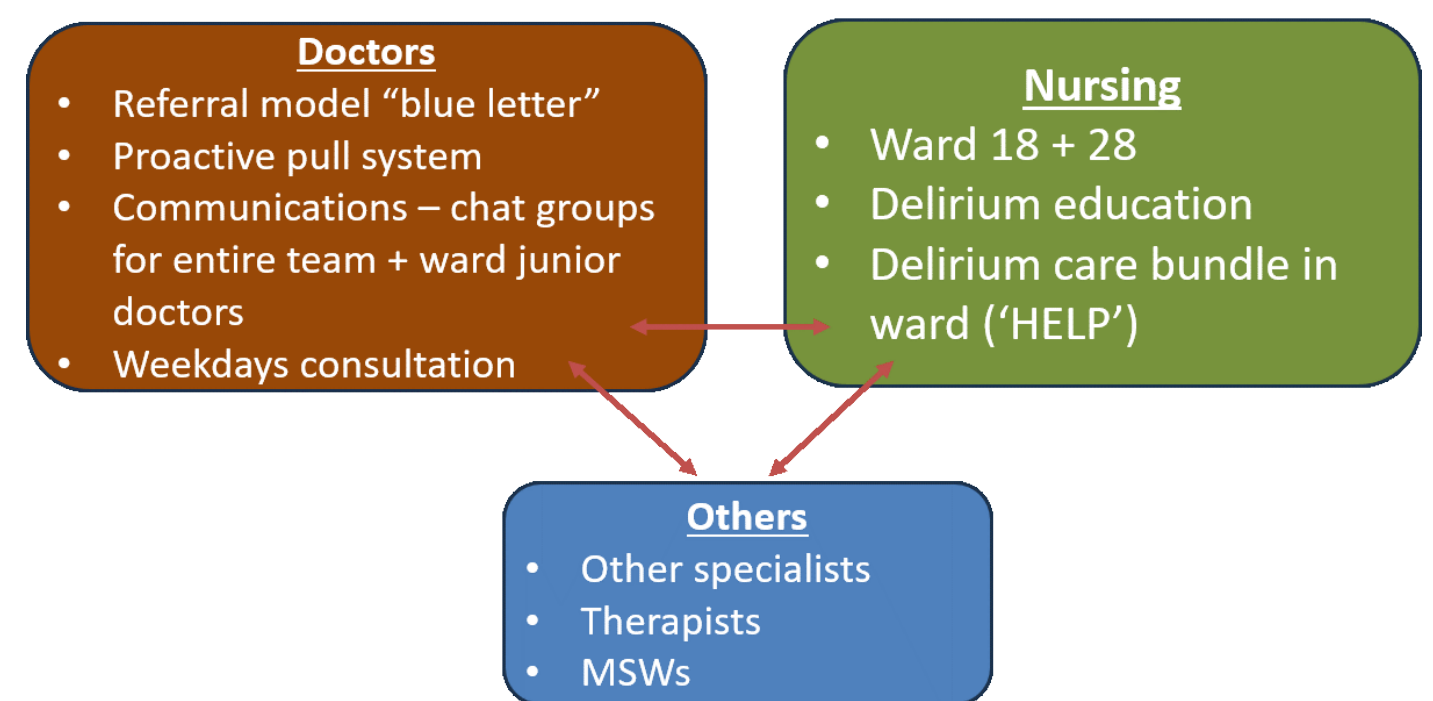 Doctors
• Referral model “blue letter”
• Proactive pull system
• Communications – chat groups
for entire team + ward junior
doctors
• Weekdays consultation
Nursing
• Ward 18 + 28
• Delirium education
• Delirium care bundle in
ward (‘HELP’)
Others
• Other specialists
• Therapists
• MSWs